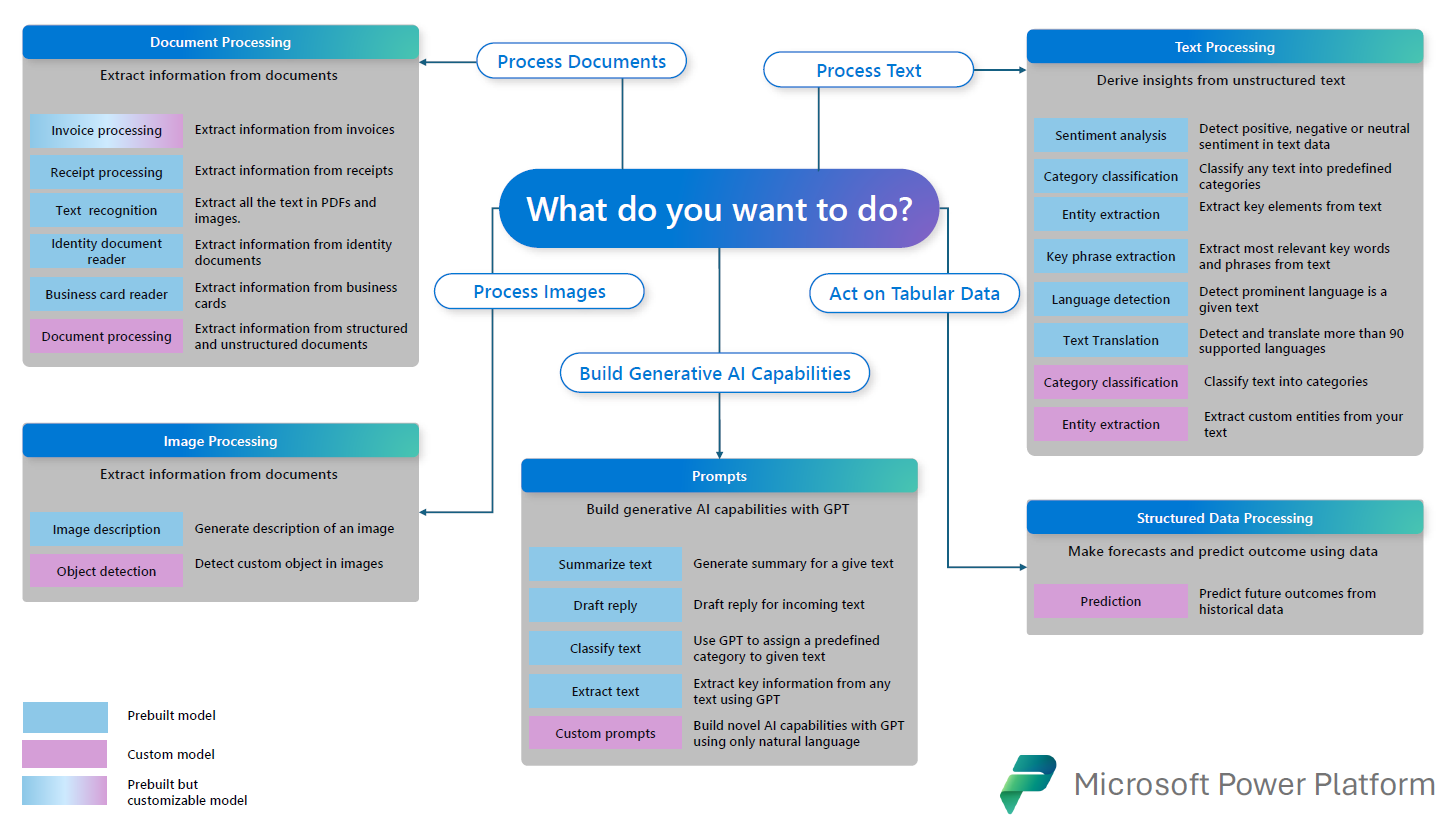 Document Processing
Extract information from documents
Invoice processing
Extract information from invoices
Receipt processing
Extract information from receipts
Text recognition
Extract all the text in PDFs and
images.
Identity document
reader
Extract information from identity
documents
Business card reader
Extract information from business
cards
Document processing
Extract information from structured
and unstructured documents
Process Documents
Process Text
What do you want to do?
Process Images
Act on Tabular Data
Build Generative AI Capabilities
Text Processing
Derive insights from unstructured text
Sentiment analysis
Detect positive, negative or neutral
sentiment in text data
Category classification
Classify any text into predefined
categories
Entity extraction
Extract key elements from text
Key phrase extraction
Extract most relevant key words
and phrases from text
Language detection
Detect prominent language is a
given text
Text Translation
Detect and translate more than 90
supported languages
Category classification
Classify text into categories
Entity extraction
Extract custom entities from your
text
Image Processing
Extract information from documents
Image description
Generate description of an image
Object detection
Detect custom object in images
Prompts
Build generative AI capabilities with GPT
Summarize text
Generate summary for a give text
Draft reply
Draft reply for incoming text
Classify text
Use GPT to assign a predefined
category to given text
Extract text
Extract key information from any
text using GPT
Custom prompts
Build novel AI capabilities with GPT
using only natural language
Structured Data Processing
Make forecasts and predict outcome using data
Prediction
Predict future outcomes from
historical data
Prebuilt model
Custom model
Prebuilt but
customizable model
Microsoft Power Platform